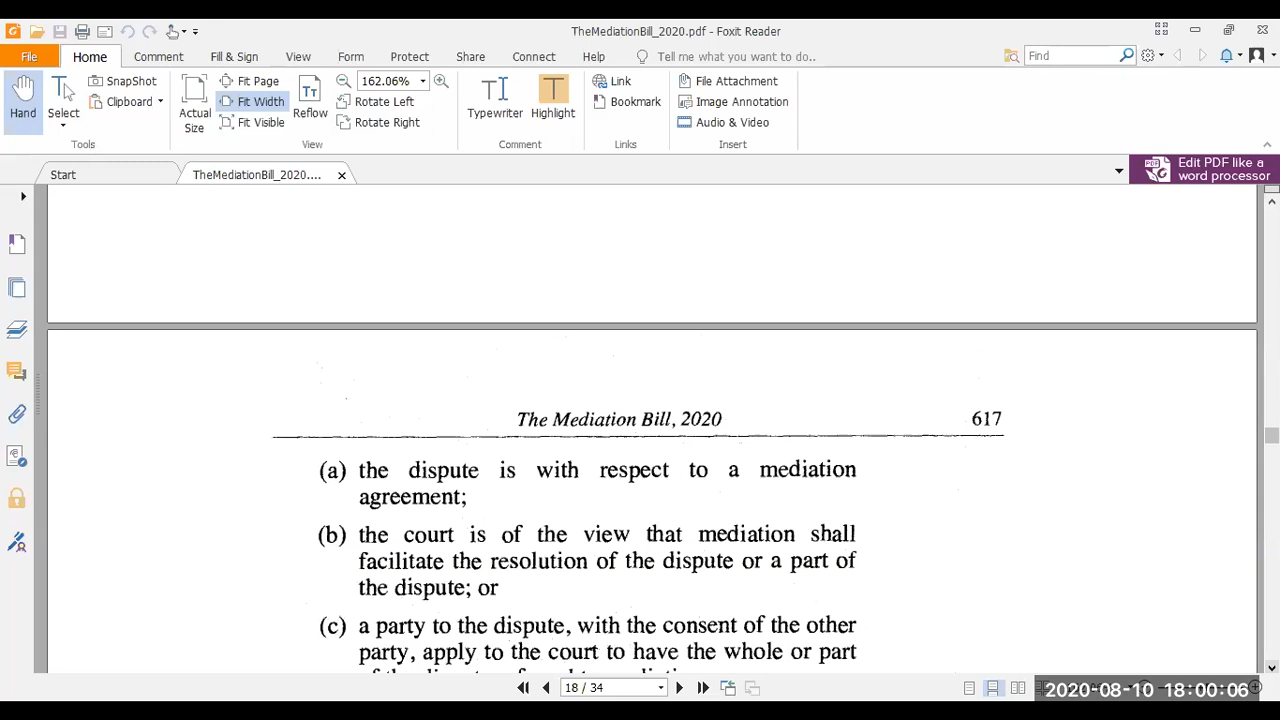 TheMediationBill_2020.pdf - Foxit Reader
File Home Comment Fill & Sign View Form Protect Share Connect Help Tell me what you want to do.. Find
Hand Select SnapShot Clipboard Actual Size Fit Page Fit Width Fit Visible Reflow 162.06% Rotate Left Rotate Right Typewriter Highlight Link Bookmark File Attachment Image Annotation Audio & Video
Tools View Comment Links Insert
Start TheMediationBill_2020.... Edit PDF like a
word processor
The Mediation Bill, 2020 617
(a) the dispute is with respect to a mediation
agreement;
(b) the court is of the view that mediation shall
facilitate the resolution of the dispute or a part of
the dispute; or
(c) a party to the dispute, with the consent of the other
party, apply to the court to have the whole or part
18 / 34
2020-08-10 18:00:06